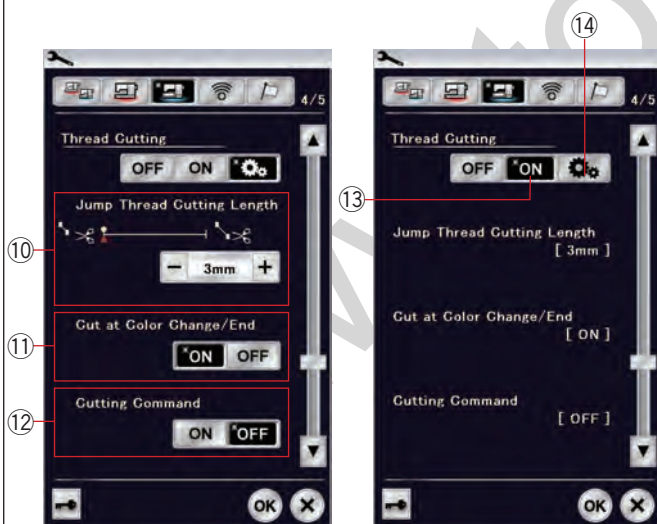 ⑭
4/5
Thread Cutting
OFF ON
Jump Thread Cutting Length
⑩
− 3mm +
Cut at Color Change/End
⑪
ON OFF
Cutting Command
⑫
ON OFF
OK
4/5
Thread Cutting
OFF ON
⑬
Jump Thread Cutting Length
[ 3mm ]
Cut at Color Change/End
[ ON ]
Cutting Command
[ OFF ]
OK